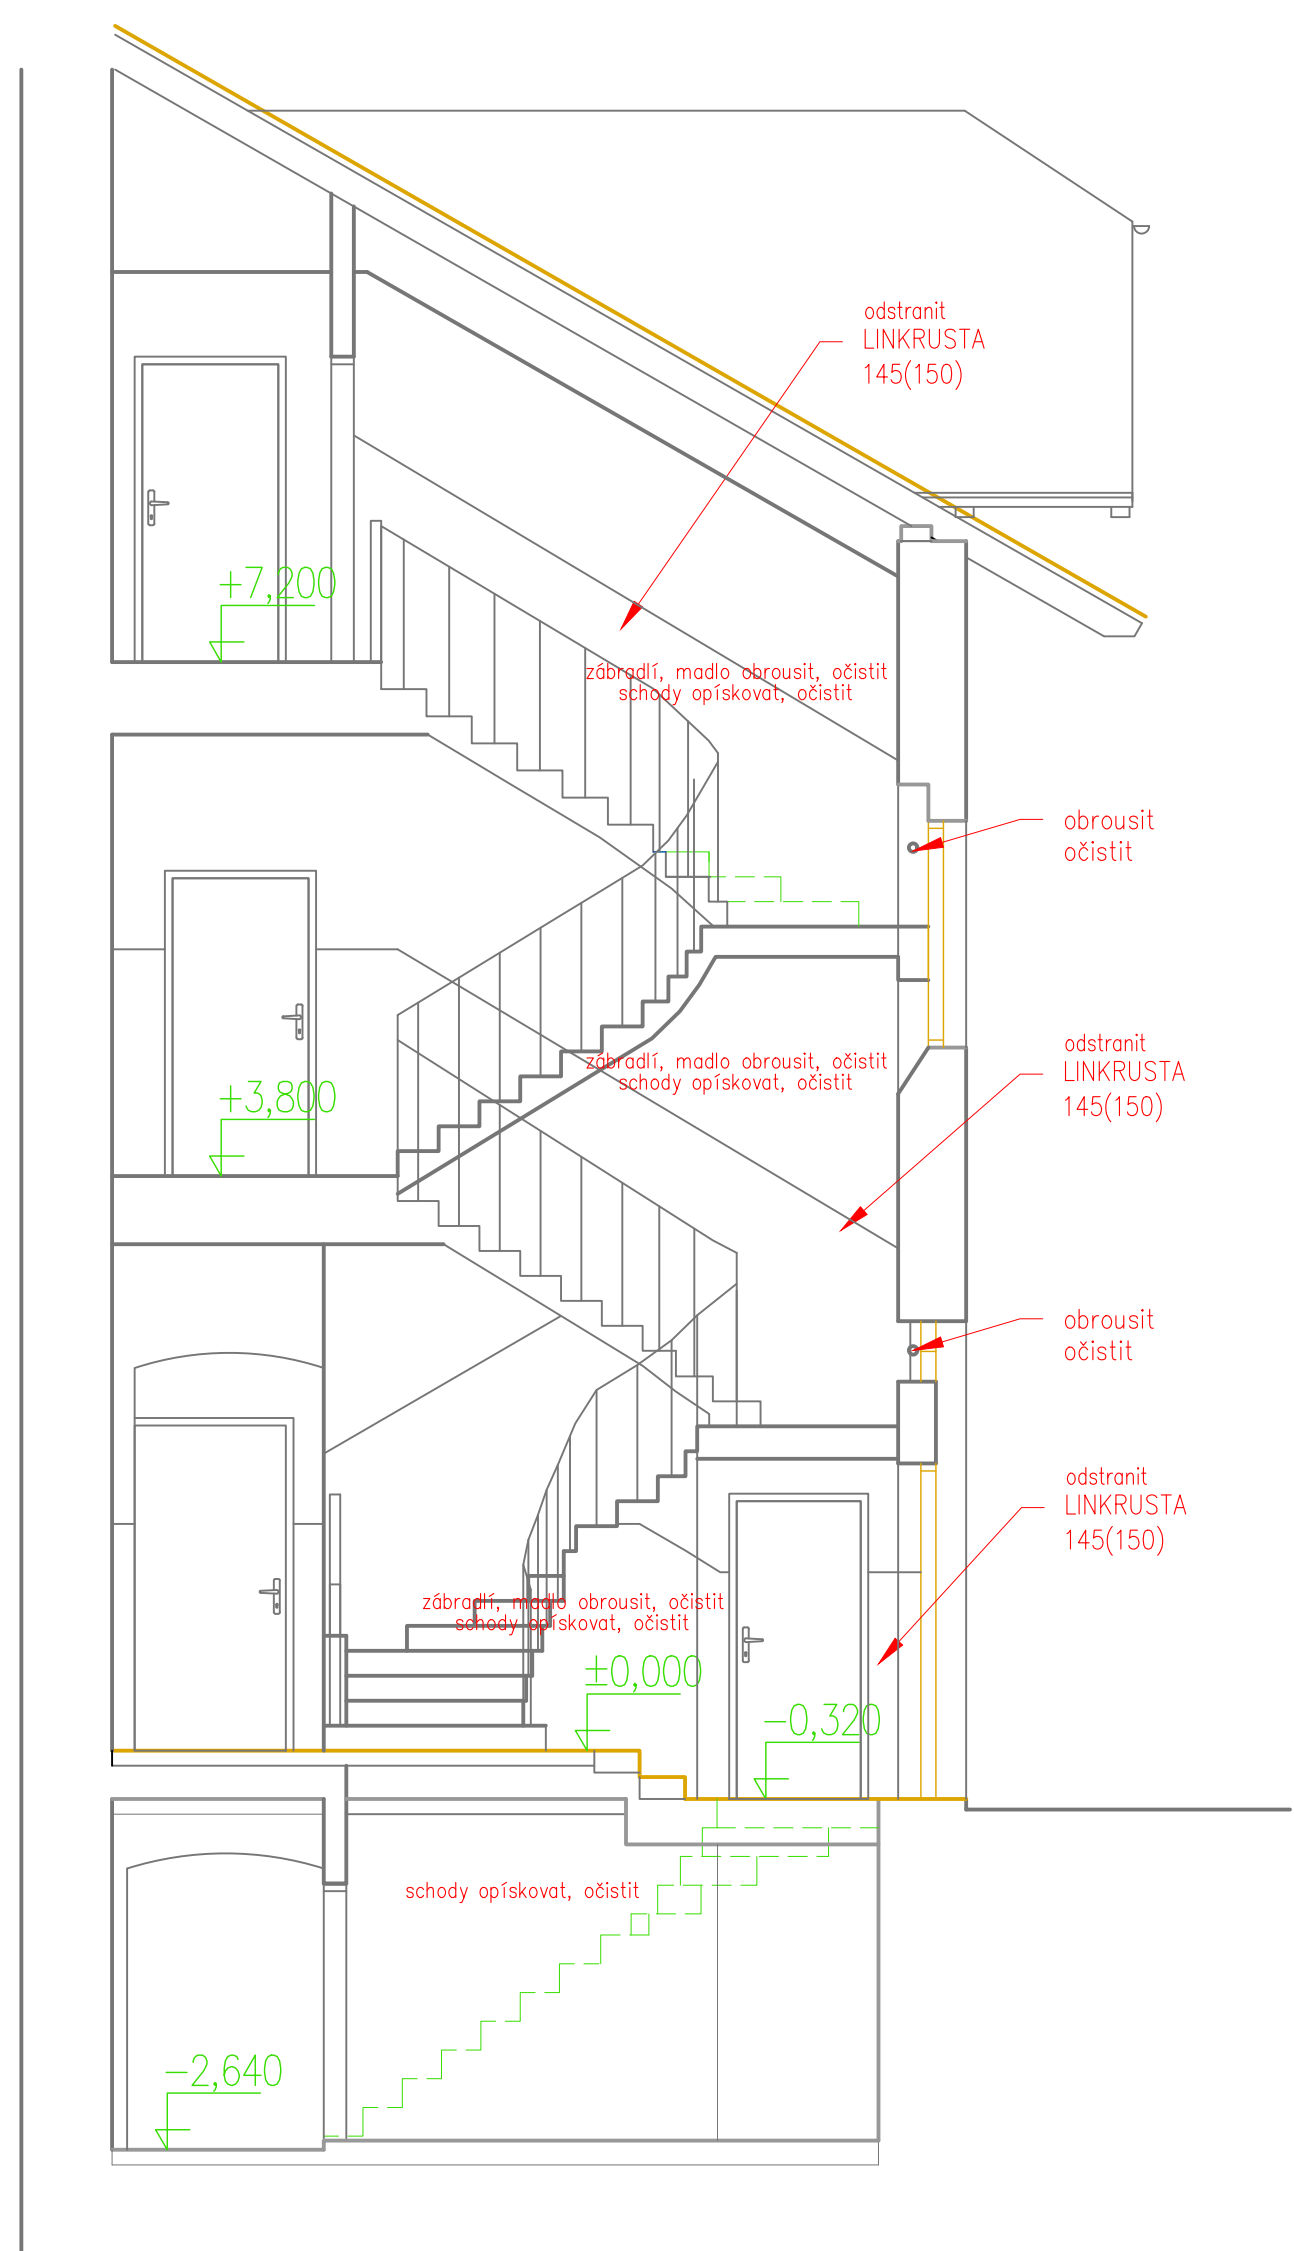 odstranit
LINKRUSTA
145(150)
+7,200
zábradlí, madlo obrousit, očistit
schody opískovat, očistit
obrousit
očistit
odstranit
LINKRUSTA
145(150)
zábradlí, madlo obrousit, očistit
schody opískovat, očistit
+3,800
obrousit
očistit
odstranit
LINKRUSTA
145(150)
zábradlí, madlo obrousit, očistit
schody opískovat, očistit
±0,000
−0,320
schody opískovat, očistit
−2,640